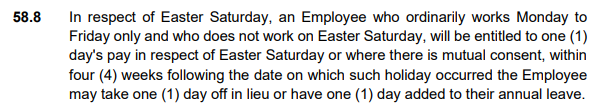 58.8 In respect of Easter Saturday, an Employee who ordinarily works Monday to
Friday only and who does not work on Easter Saturday, will be entitled to one (1)
day's pay in respect of Easter Saturday or where there is mutual consent, within
four (4) weeks following the date on which such holiday occurred the Employee
may take one (1) day off in lieu or have one (1) day added to their annual leave.